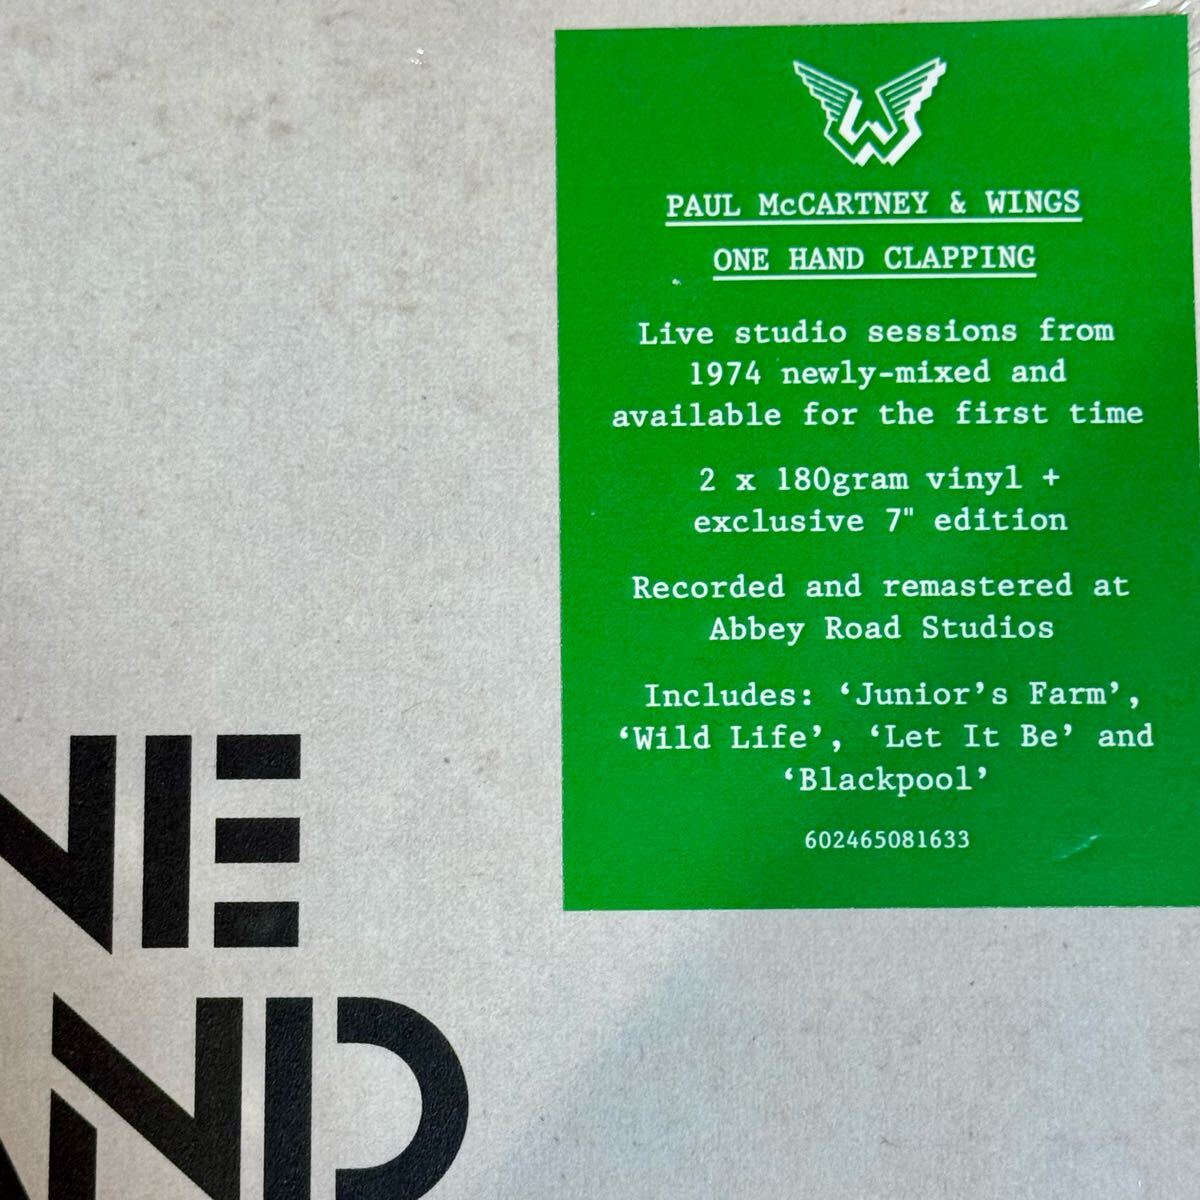 PAUL McCARTNEY & WINGS
ONE HAND CLAPPING
Live studio sessions from
1974 newly-mixed and
available for the first time
2 x 180gram vinyl +
exclusive 7" edition
Recorded and remastered at
Abbey Road Studios
Includes: ‘Junior’s Farm’,
‘Wild Life’, ‘Let It Be’ and
‘Blackpool’
602465081633
NE
AND